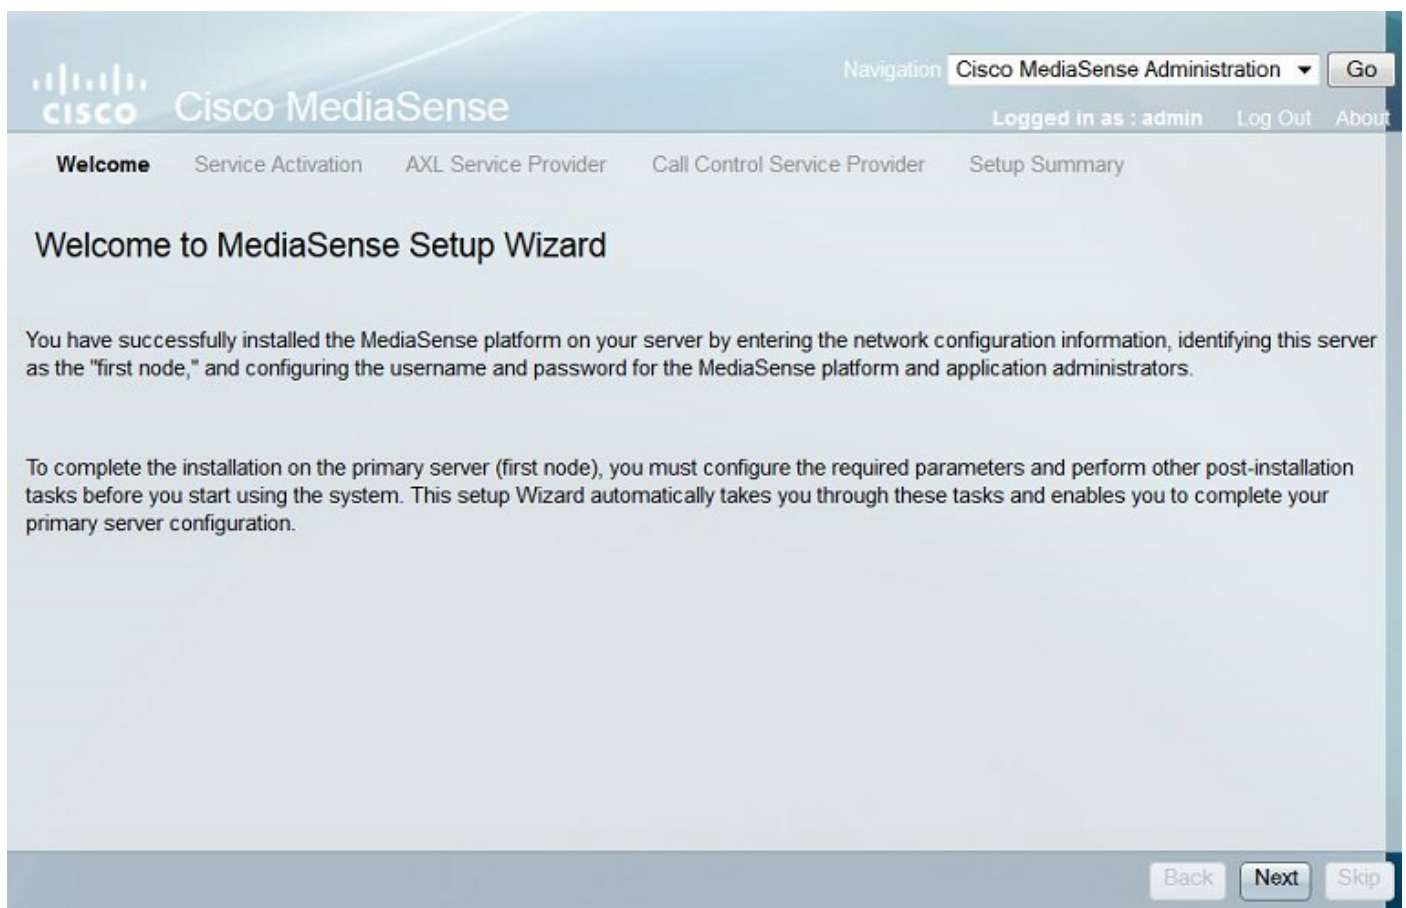 Navigation Cisco MediaSense Administration Go
CISCO Cisco MediaSense
Logged in as : admin Log Out About
Welcome Service Activation AXL Service Provider Call Control Service Provider Setup Summary
Welcome to MediaSense Setup Wizard
You have successfully installed the MediaSense platform on your server by entering the network configuration information, identifying this server
as the "first node," and configuring the username and password for the MediaSense platform and application administrators.
To complete the installation on the primary server (first node), you must configure the required parameters and perform other post-installation
tasks before you start using the system. This setup Wizard automatically takes you through these tasks and enables you to complete your
primary server configuration.
Back Next Skip